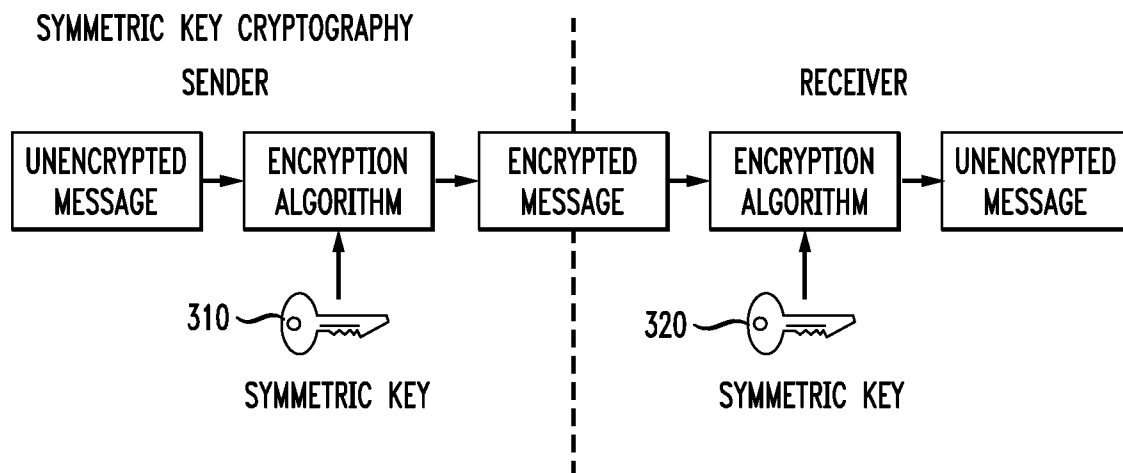 SYMMETRIC KEY CRYPTOGRAPHY
SENDER
RECEIVER
UNENCRYPTED
MESSAGE
ENCRYPTION
ALGORITHM
ENCRYPTED
MESSAGE
ENCRYPTION
ALGORITHM
UNENCRYPTED
MESSAGE
310
320
SYMMETRIC KEY
SYMMETRIC KEY